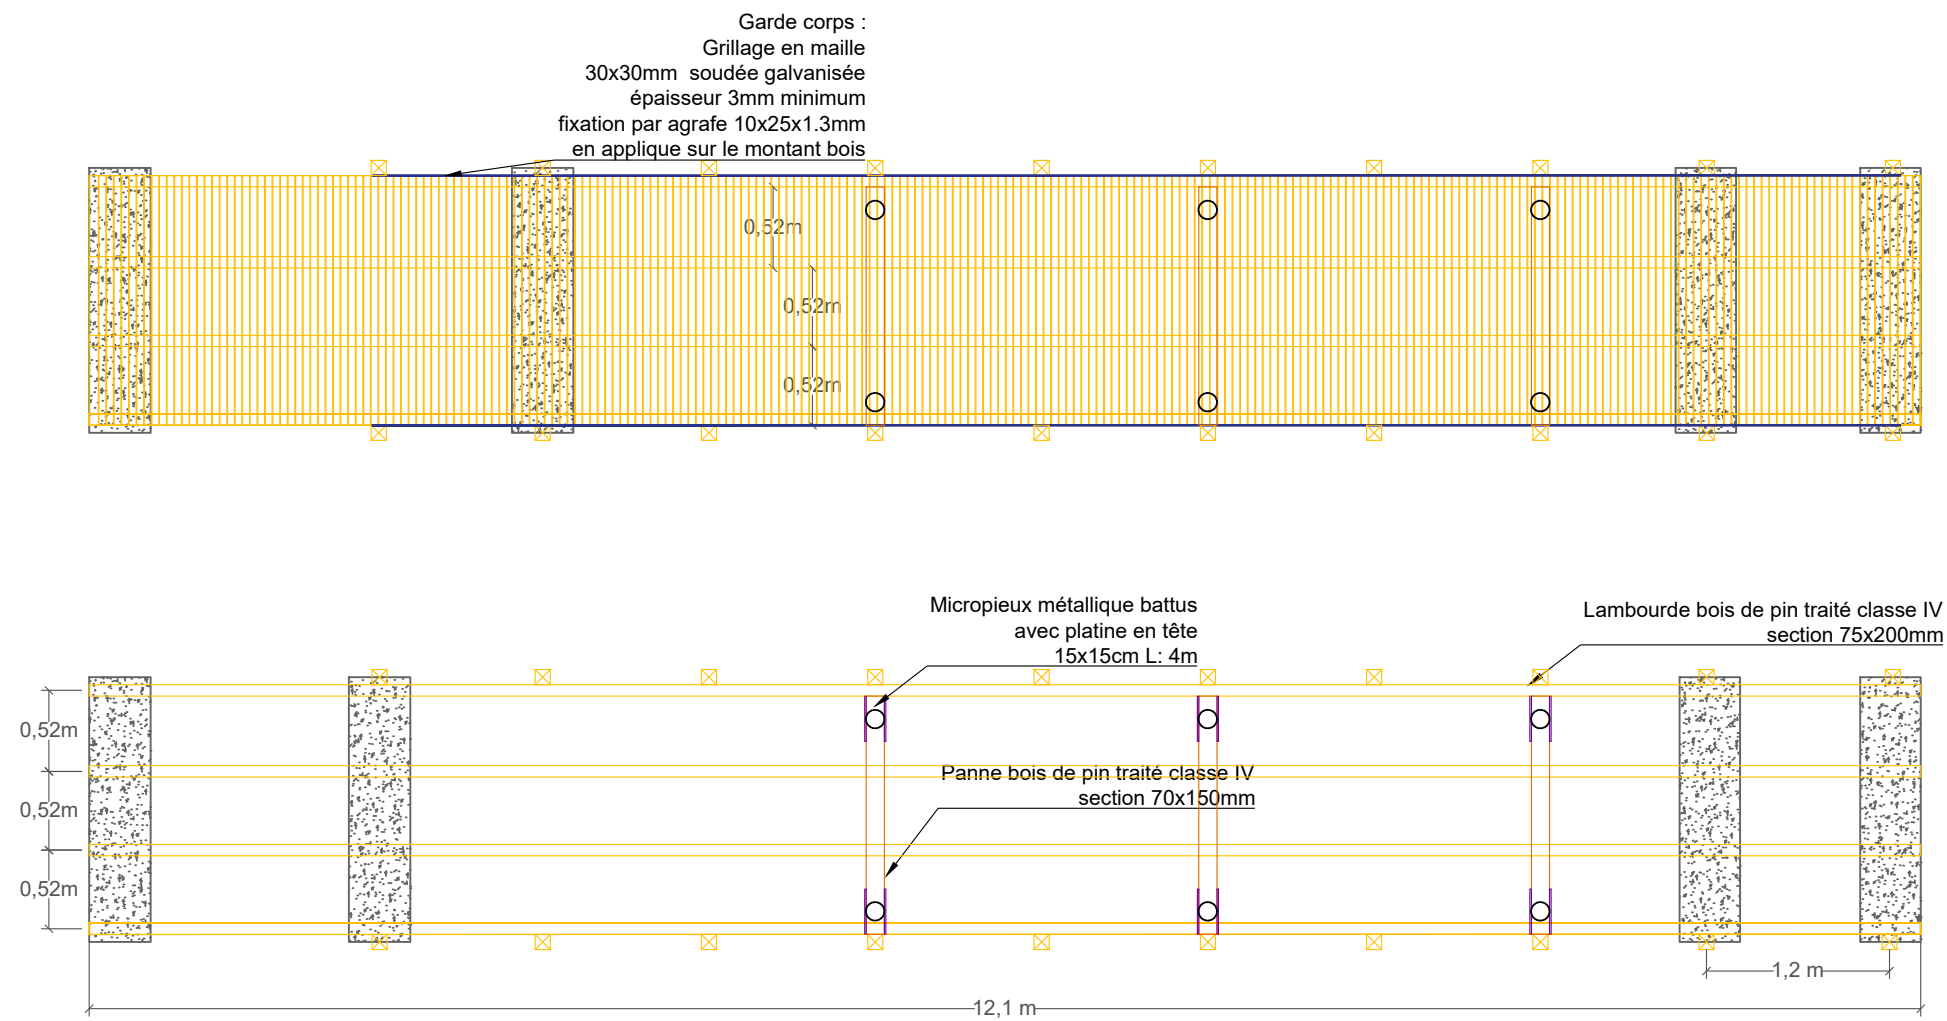 Garde corps :
Grillage en maille
30x30mm  soudée galvanisée
épaisseur 3mm minimum
fixation par agrafe 10x25x1.3mm
en applique sur le montant bois
0,52m
0,52m
0,52m
Micropieux métallique battus
avec platine en tête
15x15cm L: 4m
Lambourde bois de pin traité classe IV
section 75x200mm
0,52m
0,52m
0,52m
Panne bois de pin traité classe IV
section 70x150mm
1,2 m
12,1 m